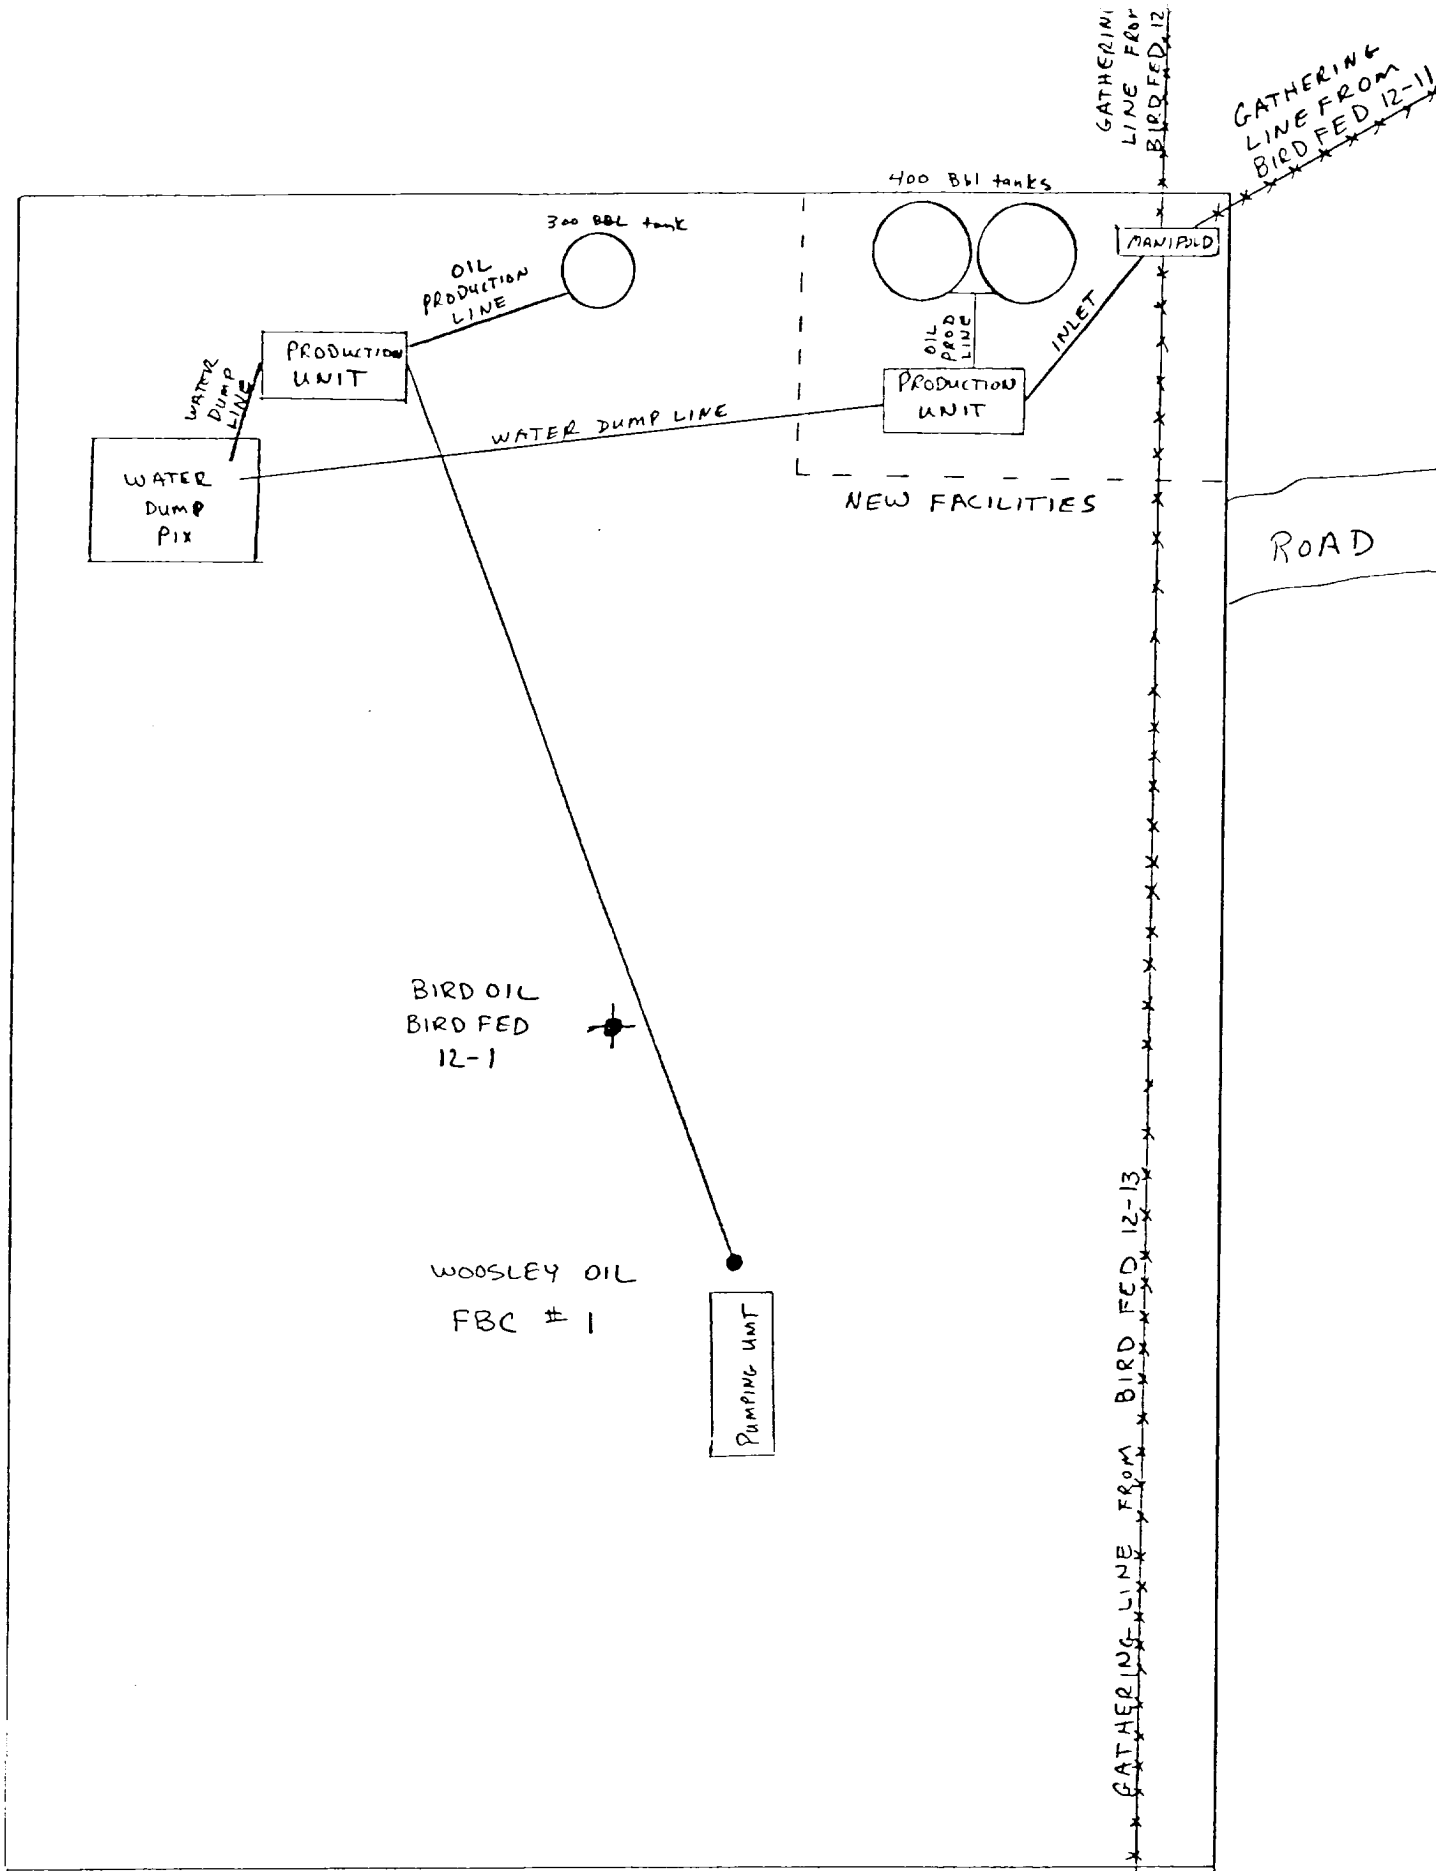 GATHERIN
LINE FROM
BIRD FED 12
GATHERING
LINE FROM
BIRD FED 12-11
400 Bbl tanks
300 BBL tank
MANIFOLD
OIL
PRODUCTION
LINE
INLET
OIL
PROD
LINE
PRODUCTION
UNIT
PRODUCTION
UNIT
WATER
DUMP
LINE
WATER DUMP LINE
WATER
DUMP
PIX
NEW FACILITIES
ROAD
BIRD OIL
BIRD FED
12-1
WOOSLEY OIL
FBC # 1
PUMPING UNIT
GATHERING LINE FROM BIRD FED 12-13